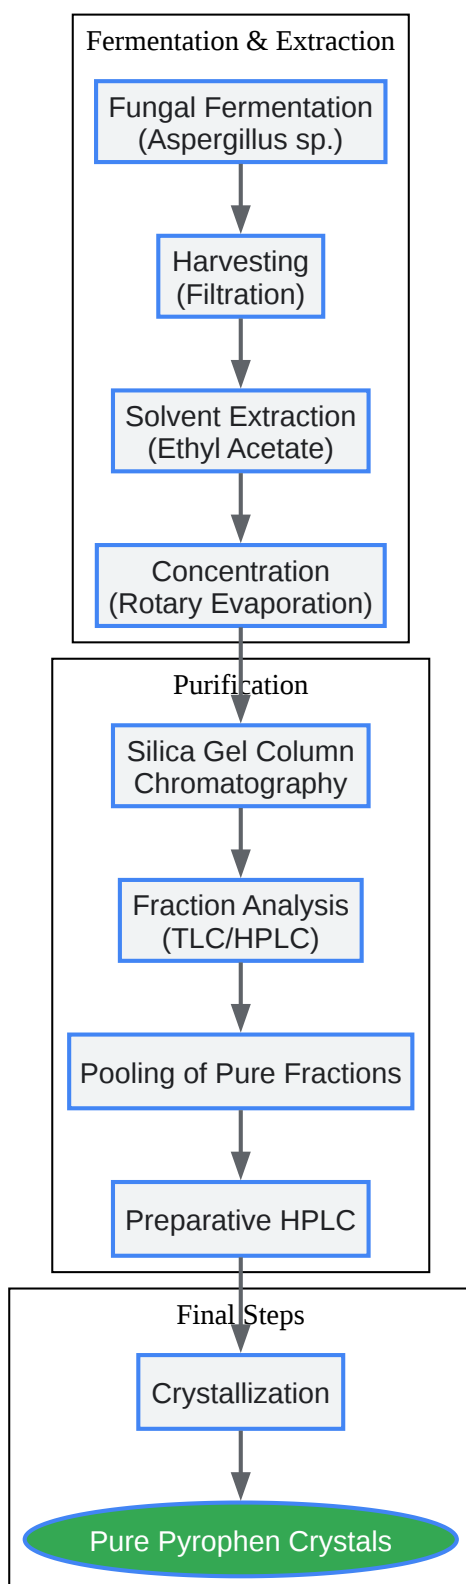 Fermentation & Extraction
Fungal Fermentation
(Aspergillus sp.)
Harvesting
(Filtration)
Solvent Extraction
(Ethyl Acetate)
Concentration
(Rotary Evaporation)
Purification
Silica Gel Column
Chromatography
Fraction Analysis
(TLC/HPLC)
Pooling of Pure Fractions
Preparative HPLC
Final Steps
Crystallization
Pure Pyrophen Crystals